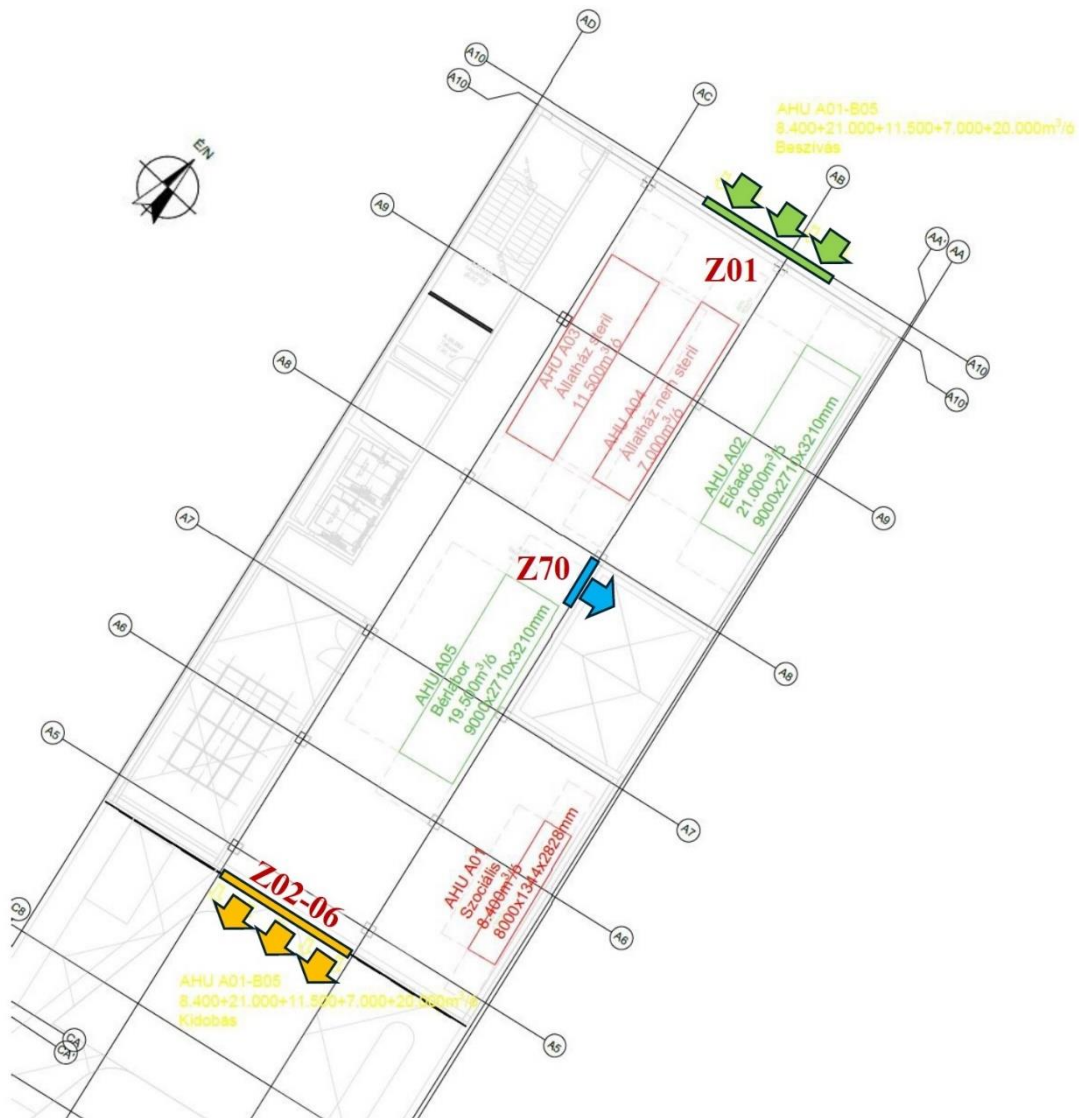 AD
A10
A10
AC
É/N
AHU A01-B05
8.400+21.000+11.500+7.000+20.000m³/ó
Beszívás
AB
A9
Z01
AA'
AA
A8
AHU A03
Állatház steril
11.500m³/ó
AHU A04
Állatház nem steril
7.000m³/ó
AHU A02
Előadó
21.000m³/ó
9000x2710x3210mm
A10
A10'
A7
A9
Z70
A6
AHU A05
Bérlabor
19.500m³/ó
9000x2710x3210mm
A8
A5
A7
AHU A01
Szociális
8.400m³/ó
8000x1344x2828mm
Z02-06
C8
A6
AHU A01-B05
8.400+21.000+11.500+7.000+20.000m³/ó
Kidobás
A5
CA
CA'